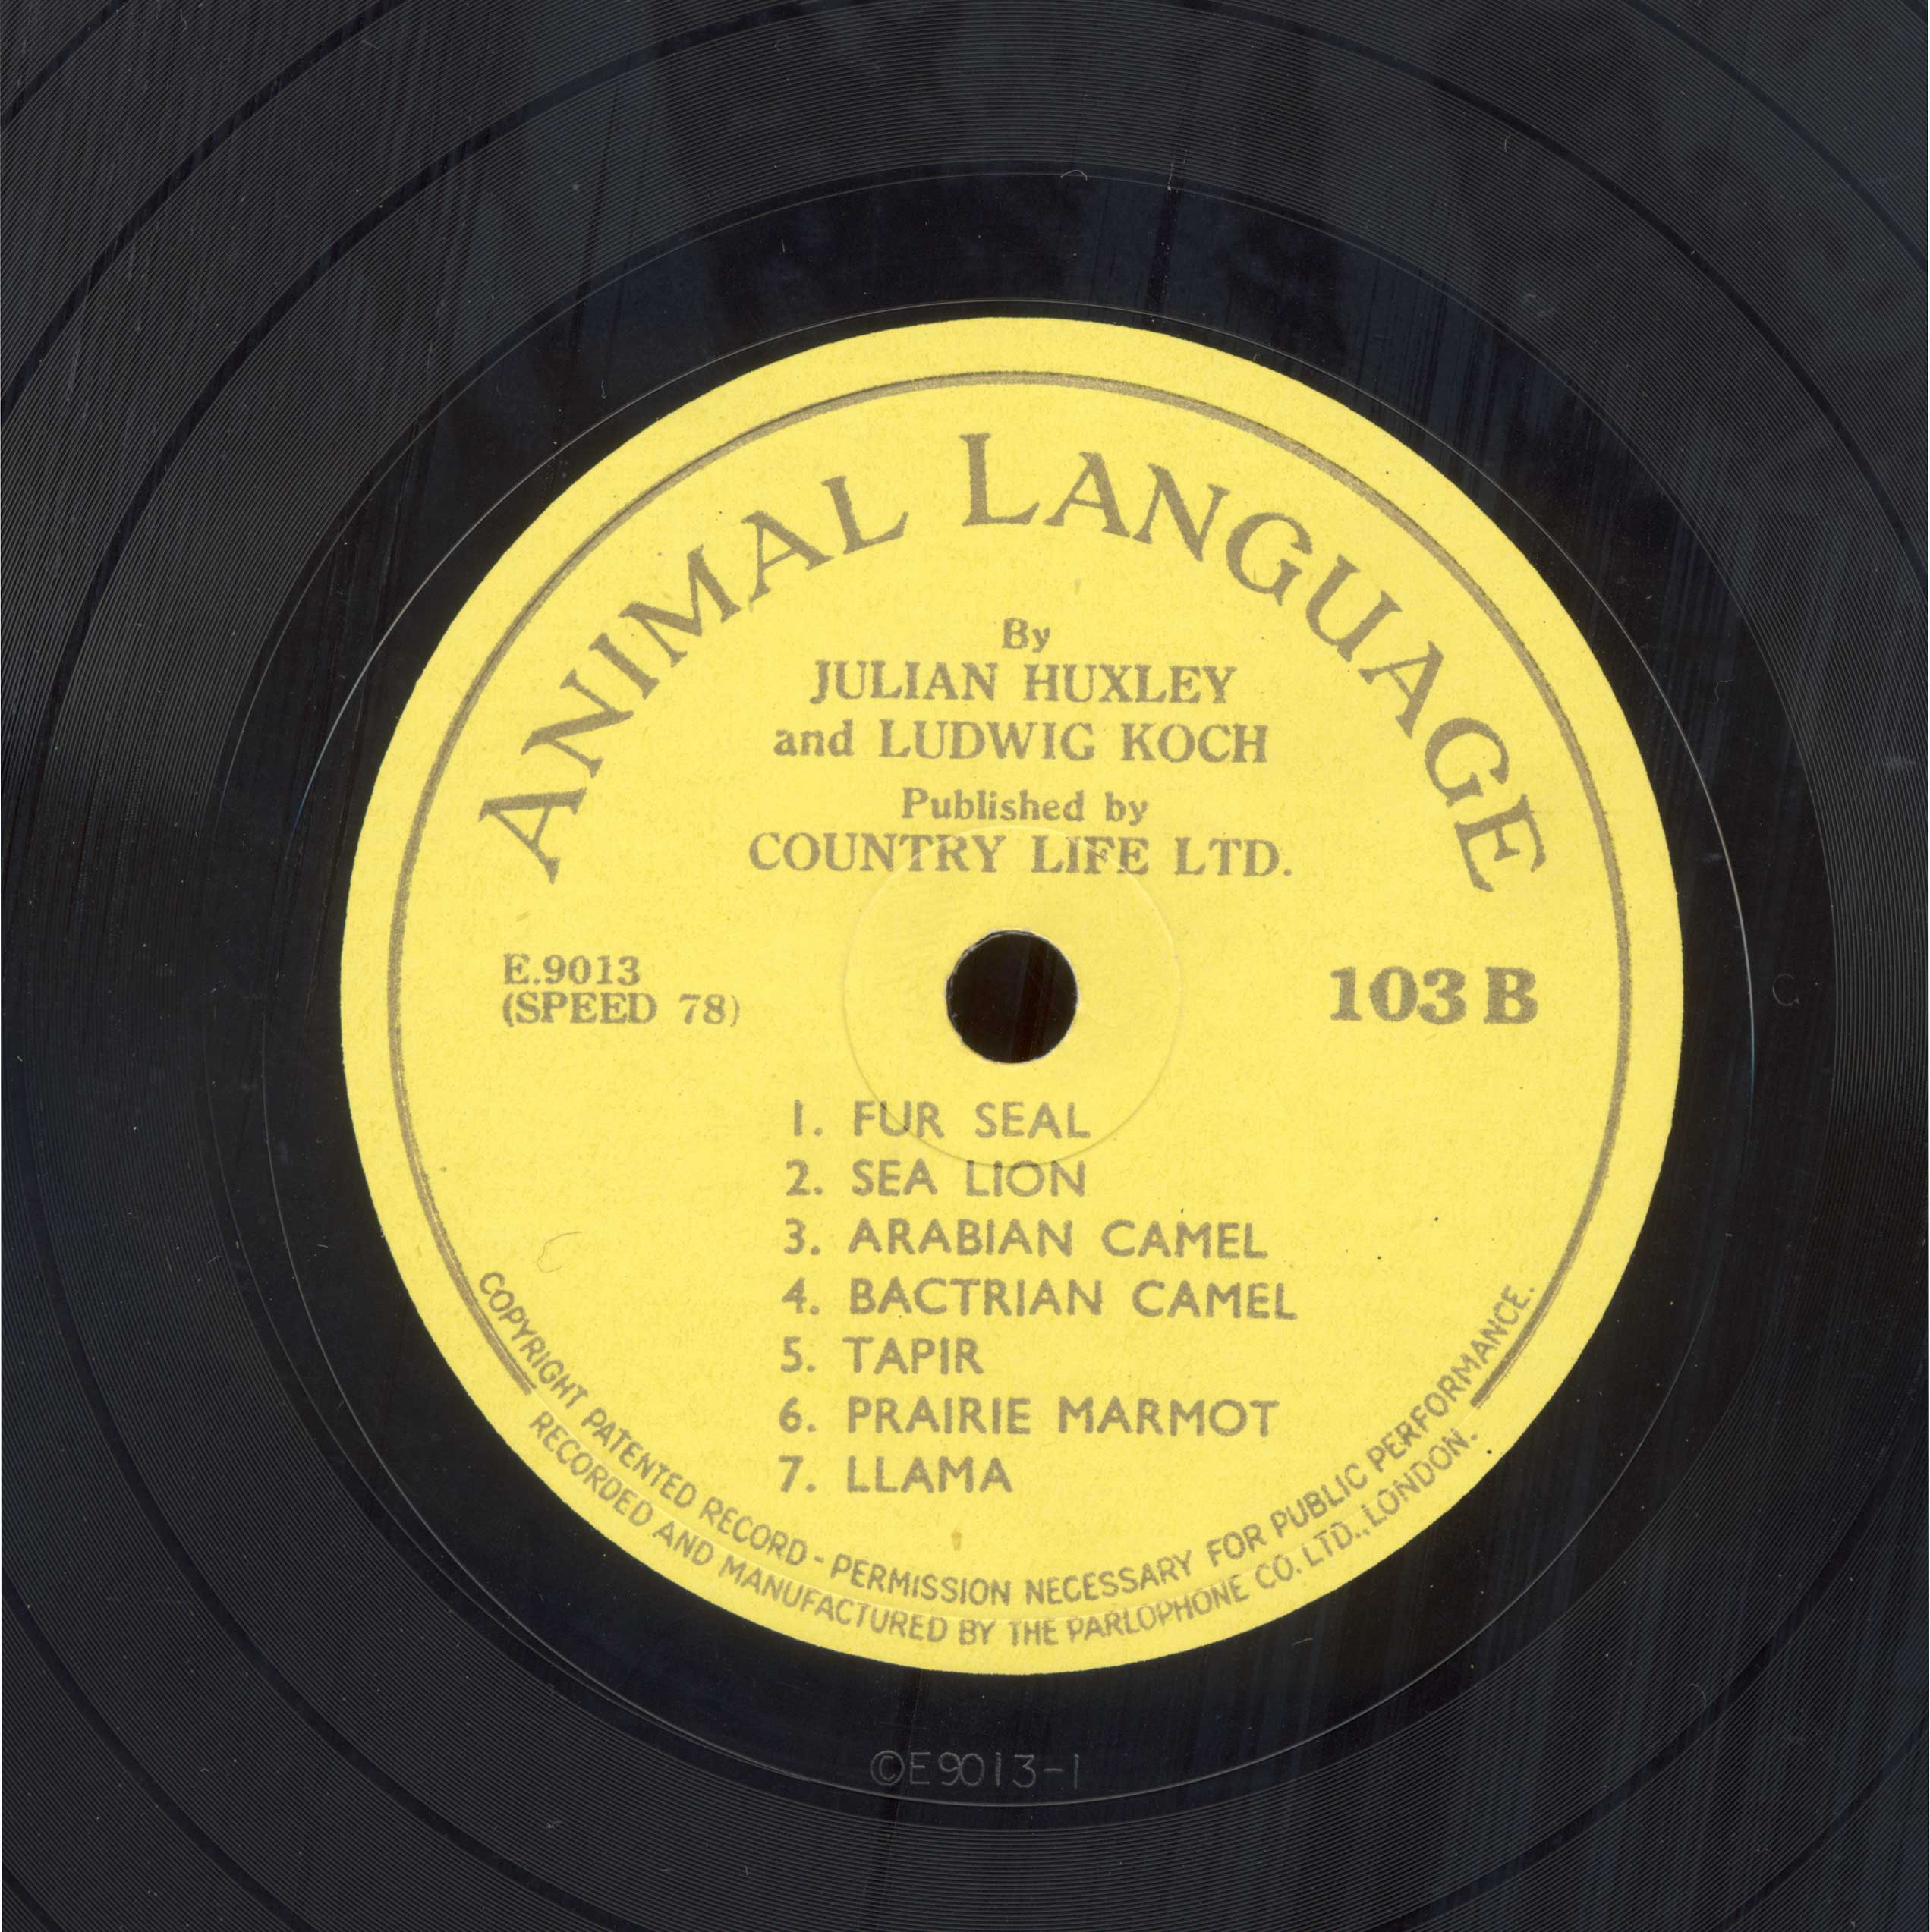 ANIMAL LANGUAGE
By
JULIAN HUXLEY
and LUDWIG KOCH
Published by
COUNTRY LIFE LTD.
E.9013
(SPEED 78)
103 B
1. FUR SEAL
2. SEA LION
3. ARABIAN CAMEL
4. BACTRIAN CAMEL
5. TAPIR
6. PRAIRIE MARMOT
7. LLAMA
COPYRIGHT PATENTED RECORD - PERMISSION NECESSARY FOR PUBLIC PERFORMANCE.
RECORDED AND MANUFACTURED BY THE PARLOPHONE CO. LTD., LONDON.
©E9013-1